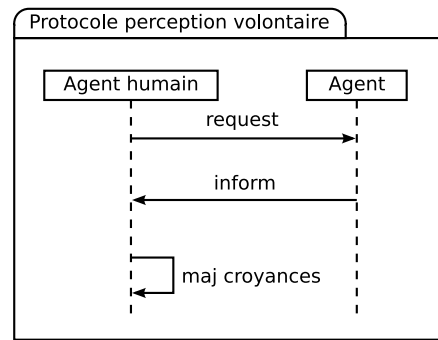 Protocole perception volontaire
Agent humain
Agent
request
inform
maj croyances